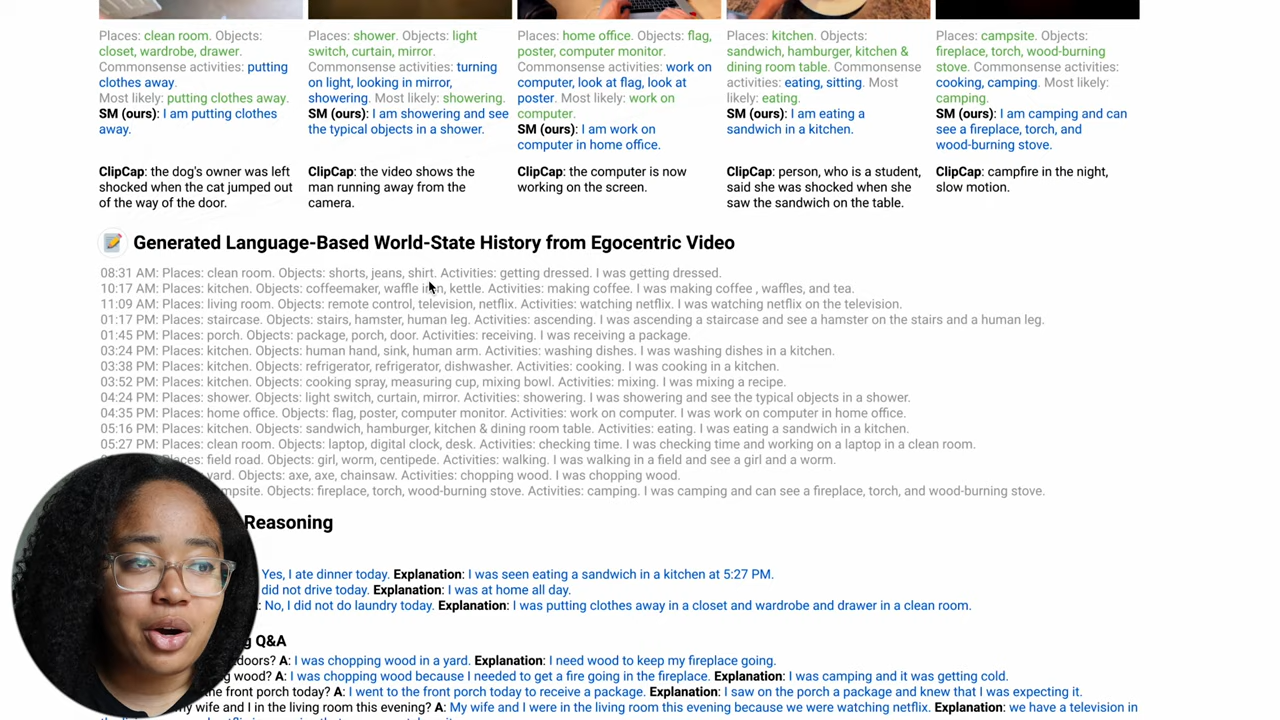 Places: clean room. Objects:
closet, wardrobe, drawer.
Commonsense activities: putting
clothes away.
Most likely: putting clothes away.
SM (ours): I am putting clothes
away.
Places: shower. Objects: light
switch, curtain, mirror.
Commonsense activities: turning
on light, looking in mirror,
showering. Most likely: showering.
SM (ours): I am showering and see
the typical objects in a shower.
Places: home office. Objects: flag,
poster, computer monitor.
Commonsense activities: work on
computer, look at flag, look at
poster. Most likely: work on
computer.
SM (ours): I am work on
computer in home office.
Places: kitchen. Objects:
sandwich, hamburger, kitchen &
dining room table. Commonsense
activities: eating, sitting. Most
likely: eating.
SM (ours): I am eating a
sandwich in a kitchen.
Places: campsite. Objects:
fireplace, torch, wood-burning
stove. Commonsense activities:
cooking, camping. Most likely:
camping.
SM (ours): I am camping and can
see a fireplace, torch, and
wood-burning stove.
ClipCap: the dog's owner was left
shocked when the cat jumped out
of the way of the door.
ClipCap: the video shows the
man running away from the
camera.
ClipCap: the computer is now
working on the screen.
ClipCap: person, who is a student,
said she was shocked when she
saw the sandwich on the table.
ClipCap: campfire in the night,
slow motion.
Generated Language-Based World-State History from Egocentric Video
08:31 AM: Places: clean room. Objects: shorts, jeans, shirt. Activities: getting dressed. I was getting dressed.
10:17 AM: Places: kitchen. Objects: coffeemaker, waffle iron, kettle. Activities: making coffee. I was making coffee , waffles, and tea.
11:09 AM: Places: living room. Objects: remote control, television, netflix. Activities: watching netflix. I was watching netflix on the television.
01:17 PM: Places: staircase. Objects: stairs, hamster, human leg. Activities: ascending. I was ascending a staircase and see a hamster on the stairs and a human leg.
01:45 PM: Places: porch. Objects: package, porch, door. Activities: receiving. I was receiving a package.
03:24 PM: Places: kitchen. Objects: human hand, sink, human arm. Activities: washing dishes. I was washing dishes in a kitchen.
03:38 PM: Places: kitchen. Objects: refrigerator, refrigerator, dishwasher. Activities: cooking. I was cooking in a kitchen.
03:52 PM: Places: kitchen. Objects: cooking spray, measuring cup, mixing bowl. Activities: mixing. I was mixing a recipe.
04:24 PM: Places: shower. Objects: light switch, curtain, mirror. Activities: showering. I was showering and see the typical objects in a shower.
04:35 PM: Places: home office. Objects: flag, poster, computer monitor. Activities: work on computer. I was work on computer in home office.
05:16 PM: Places: kitchen. Objects: sandwich, hamburger, kitchen & dining room table. Activities: eating. I was eating a sandwich in a kitchen.
05:27 PM: Places: clean room. Objects: laptop, digital clock, desk. Activities: checking time. I was checking time and working on a laptop in a clean room.
field road. Objects: girl, worm, centipede. Activities: walking. I was walking in a field and see a girl and a worm.
yard. Objects: axe, axe, chainsaw. Activities: chopping wood. I was chopping wood.
Objects: fireplace, torch, wood-burning stove. Activities: camping. I was camping and can see a fireplace, torch, and wood-burning stove.
Reasoning
Yes, I ate dinner today. Explanation: I was seen eating a sandwich in a kitchen at 5:27 PM.
did not drive today. Explanation: I was at home all day.
No, I did not do laundry today. Explanation: I was putting clothes away in a closet and wardrobe and drawer in a clean room.
Q&A
A: I was chopping wood in a yard. Explanation: I need wood to keep my fireplace going.
wood? A: I was chopping wood because I needed to get a fire going in the fireplace. Explanation: I was camping and it was getting cold.
the front porch today? A: I went to the front porch today to receive a package. Explanation: I saw on the porch a package and knew that I was expecting it.
my wife and I in the living room this evening? A: My wife and I were in the living room this evening because we were watching netflix. Explanation: we have a television in